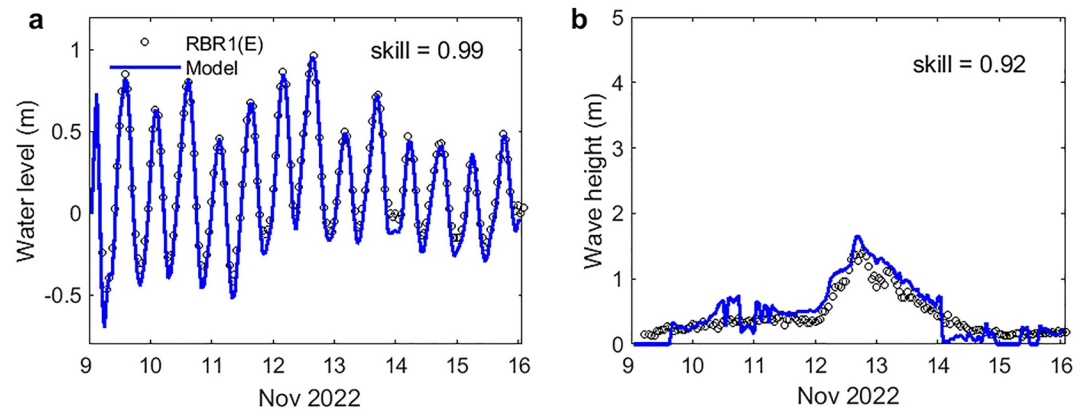 a
1
0.5
0
-0.5
Water level (m)
RBR1(E)
Model
skill = 0.99
9 10 11 12 13 14 15 16
Nov 2022
b
5
4
3
2
1
0
Wave height (m)
skill = 0.92
9 10 11 12 13 14 15 16
Nov 2022